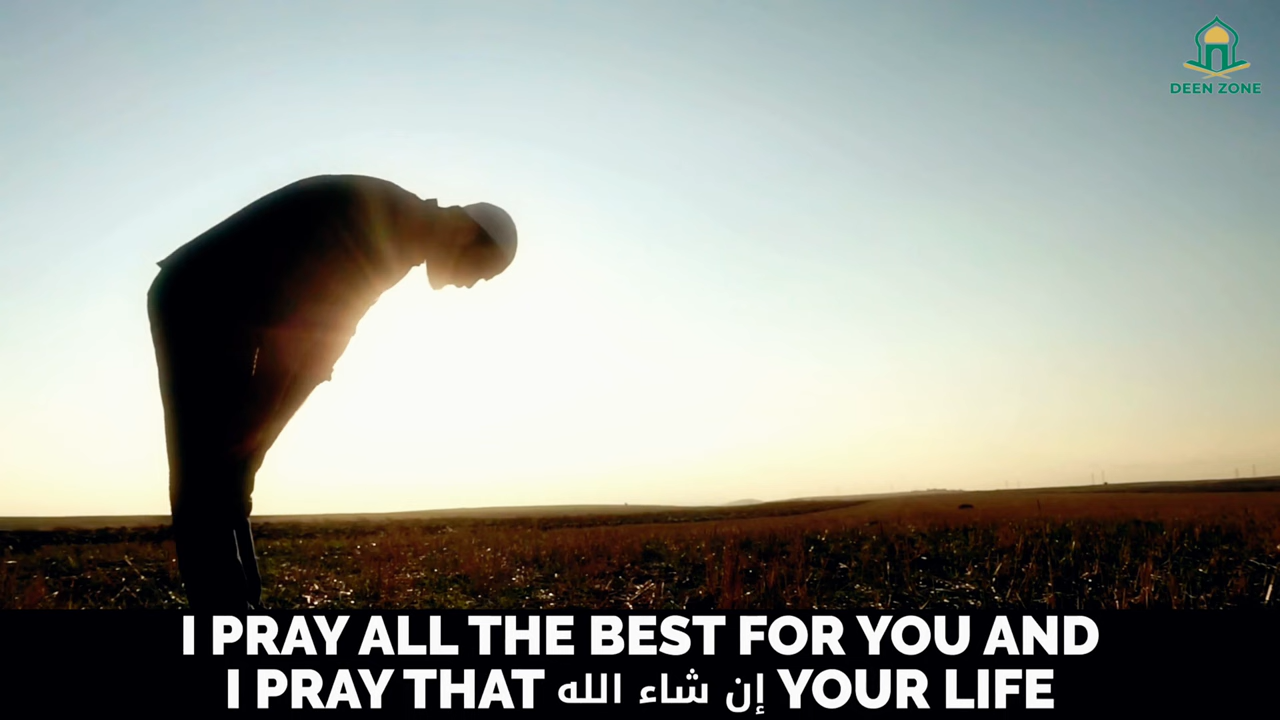 DEEN ZONE
I PRAY ALL THE BEST FOR YOU AND
I PRAY THAT إن شاء الله YOUR LIFE